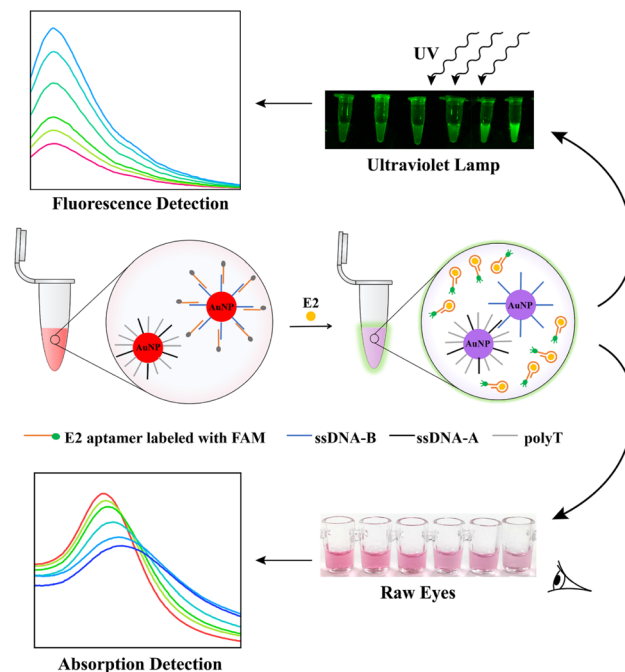 UV
Ultraviolet Lamp
Fluorescence Detection
AuNP
AuNP
E2
AuNP
AuNP
E2 aptamer labeled with FAM
ssDNA-B
ssDNA-A
polyT
Raw Eyes
Absorption Detection